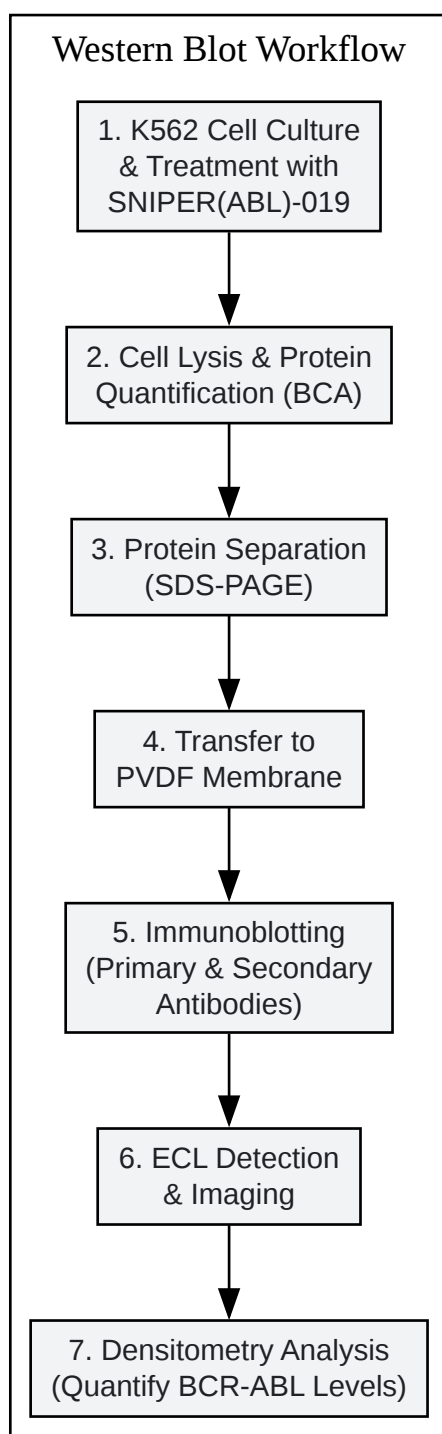 Western Blot Workflow
1. K562 Cell Culture
& Treatment with
SNIPER(ABL)-019
2. Cell Lysis & Protein
Quantification (BCA)
3. Protein Separation
(SDS-PAGE)
4. Transfer to
PVDF Membrane
5. Immunoblotting
(Primary & Secondary
Antibodies)
6. ECL Detection
& Imaging
7. Densitometry Analysis
(Quantify BCR-ABL Levels)